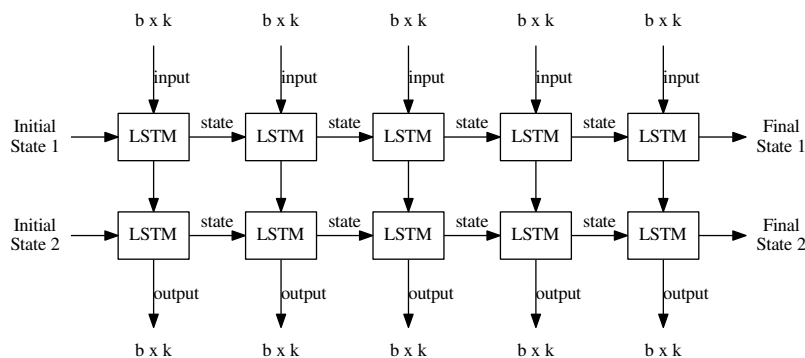 b x k b x k b x k b x k b x k
input input input input input
Initial
State 1
LSTM state LSTM state LSTM state LSTM state LSTM
Final
State 1
Initial
State 2
LSTM state LSTM state LSTM state LSTM state LSTM
Final
State 2
output output output output output
b x k b x k b x k b x k b x k